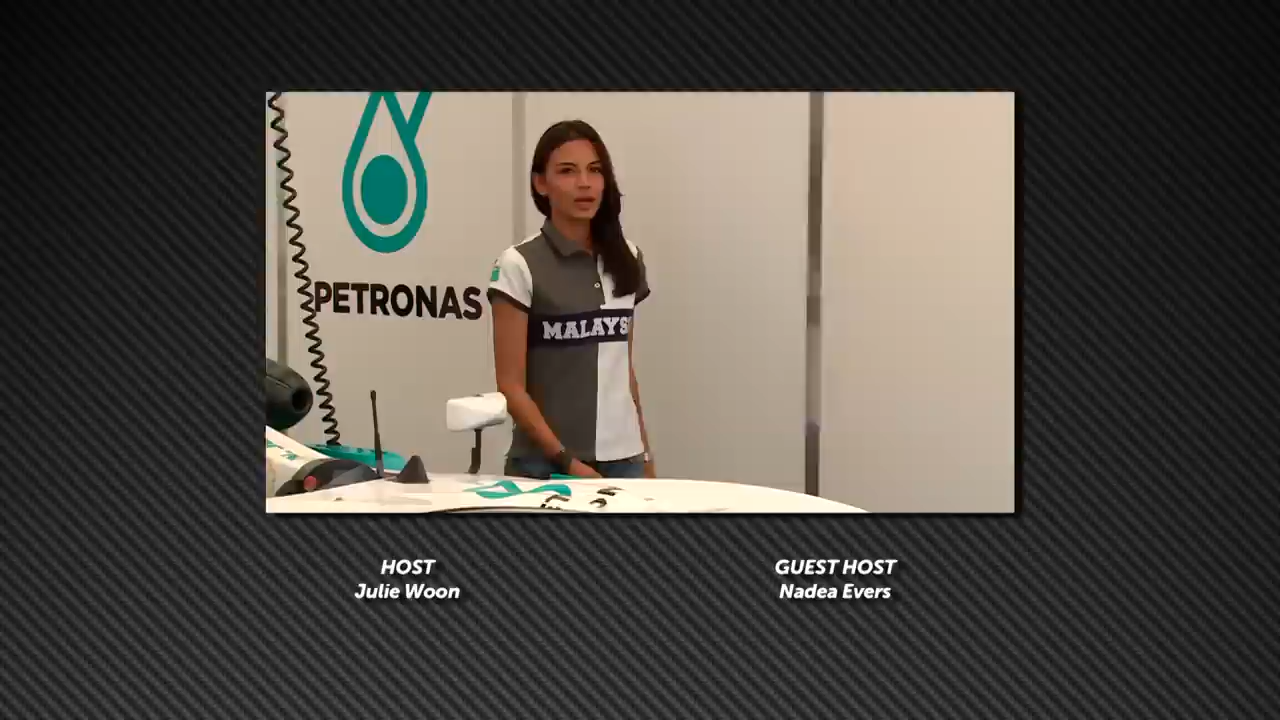 PETRONAS
MALAYS
HOST
Julie Woon
GUEST HOST
Nadea Evers